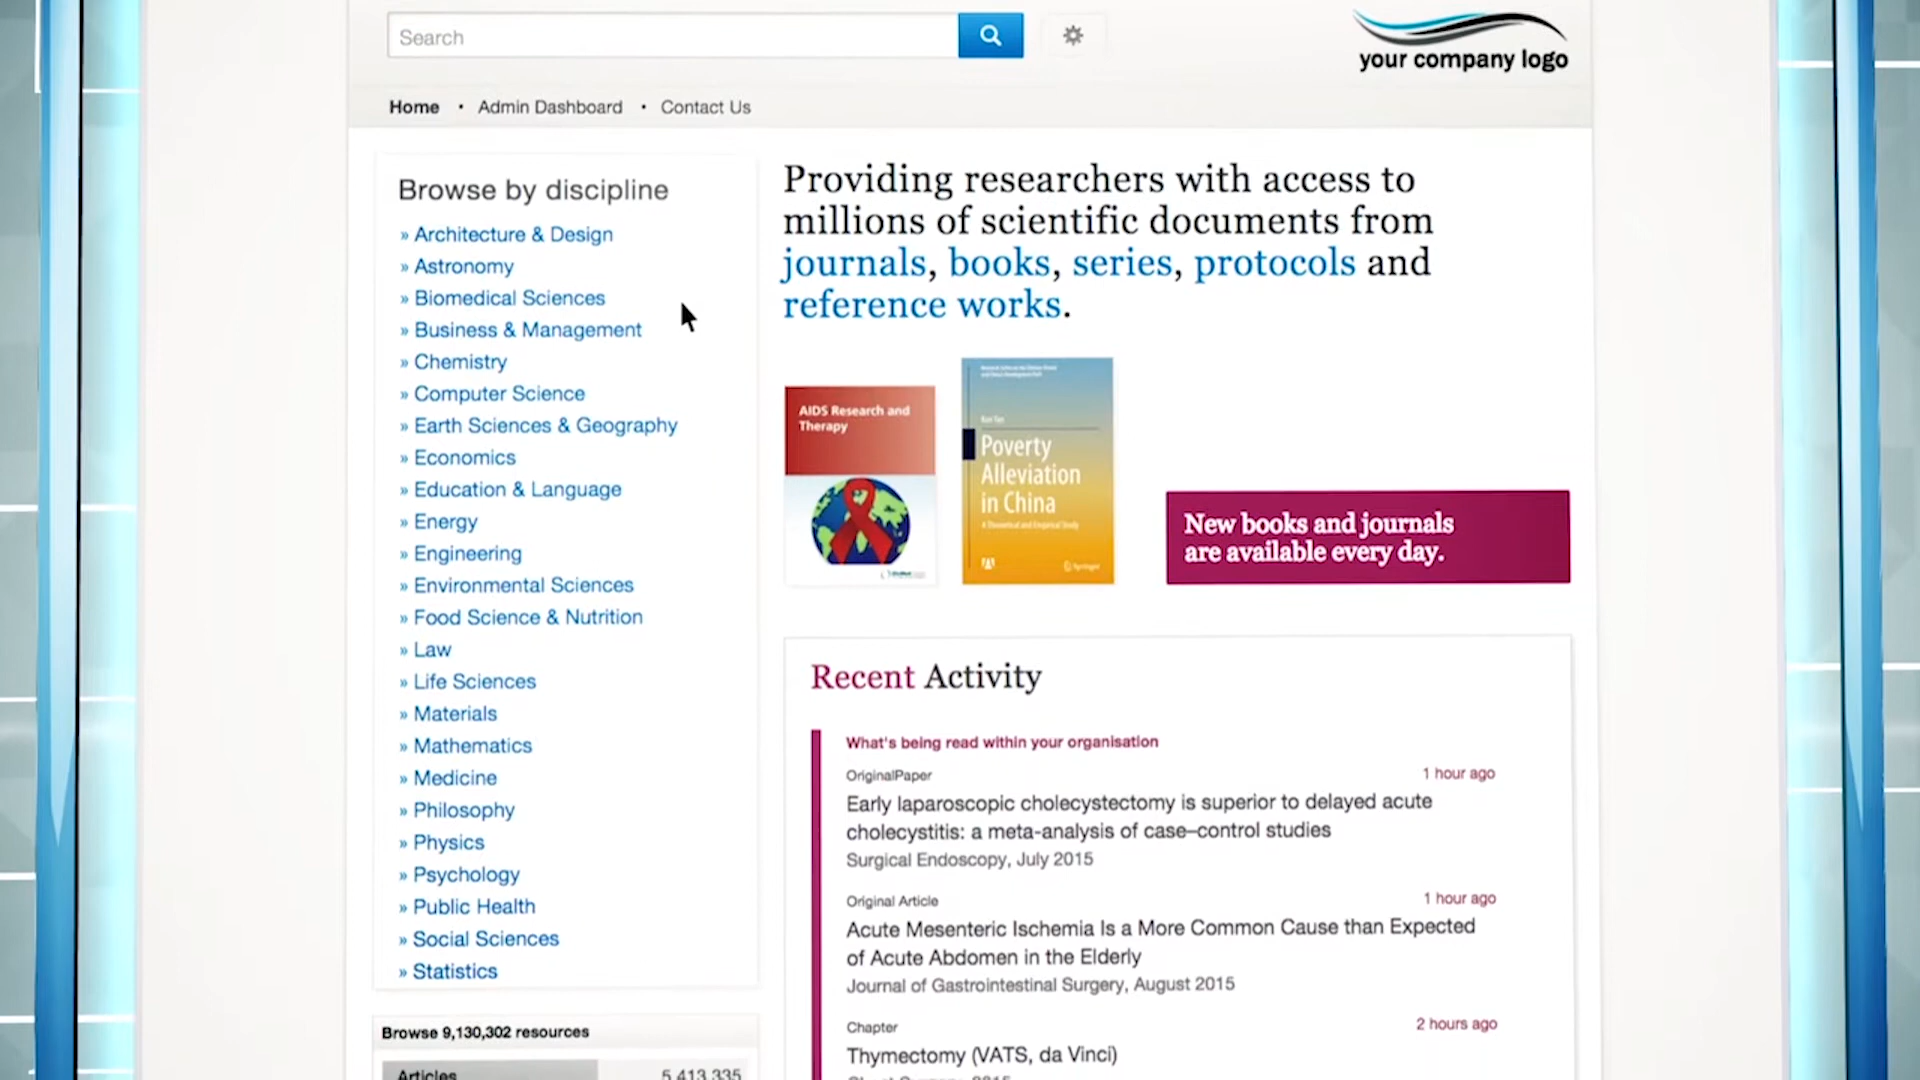 Search
your company logo
Home • Admin Dashboard • Contact Us
Browse by discipline
» Architecture & Design
» Astronomy
» Biomedical Sciences
» Business & Management
» Chemistry
» Computer Science
» Earth Sciences & Geography
» Economics
» Education & Language
» Energy
» Engineering
» Environmental Sciences
» Food Science & Nutrition
» Law
» Life Sciences
» Materials
» Mathematics
» Medicine
» Philosophy
» Physics
» Psychology
» Public Health
» Social Sciences
» Statistics
Browse 9,130,302 resources
Articles 5,413,335
Providing researchers with access to
millions of scientific documents from
journals, books, series, protocols and
reference works.
AIDS Research and
Therapy
Poverty
Alleviation
in China
A Theoretical and Empirical Study
Springer
New books and journals
are available every day.
Recent Activity
What's being read within your organisation
OriginalPaper 1 hour ago
Early laparoscopic cholecystectomy is superior to delayed acute
cholecystitis: a meta-analysis of case–control studies
Surgical Endoscopy, July 2015
Original Article 1 hour ago
Acute Mesenteric Ischemia Is a More Common Cause than Expected
of Acute Abdomen in the Elderly
Journal of Gastrointestinal Surgery, August 2015
Chapter 2 hours ago
Thymectomy (VATS, da Vinci)